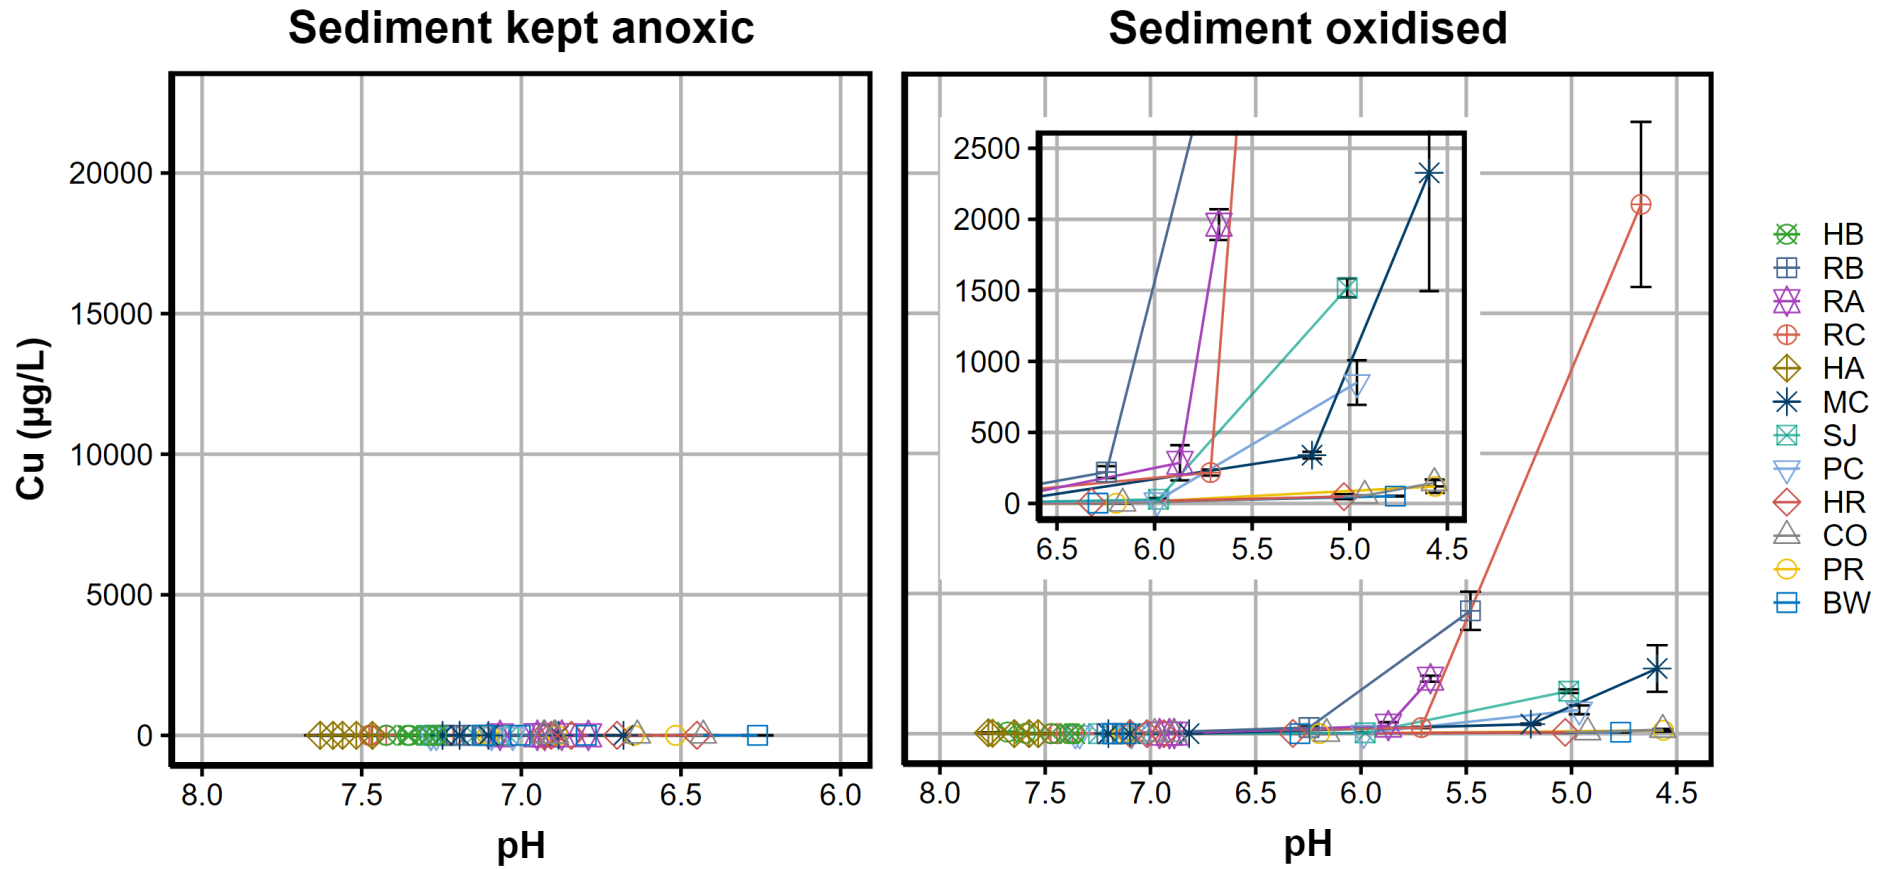 Sediment kept anoxic
Sediment oxidised
Cu (µg/L)
20000
15000
10000
5000
0
8.0 7.5 7.0 6.5 6.0
pH
2500
2000
1500
1000
500
0
6.5 6.0 5.5 5.0 4.5
8.0 7.5 7.0 6.5 6.0 5.5 5.0 4.5
pH
HB
RB
RA
RC
HA
MC
SJ
PC
HR
CO
PR
BW